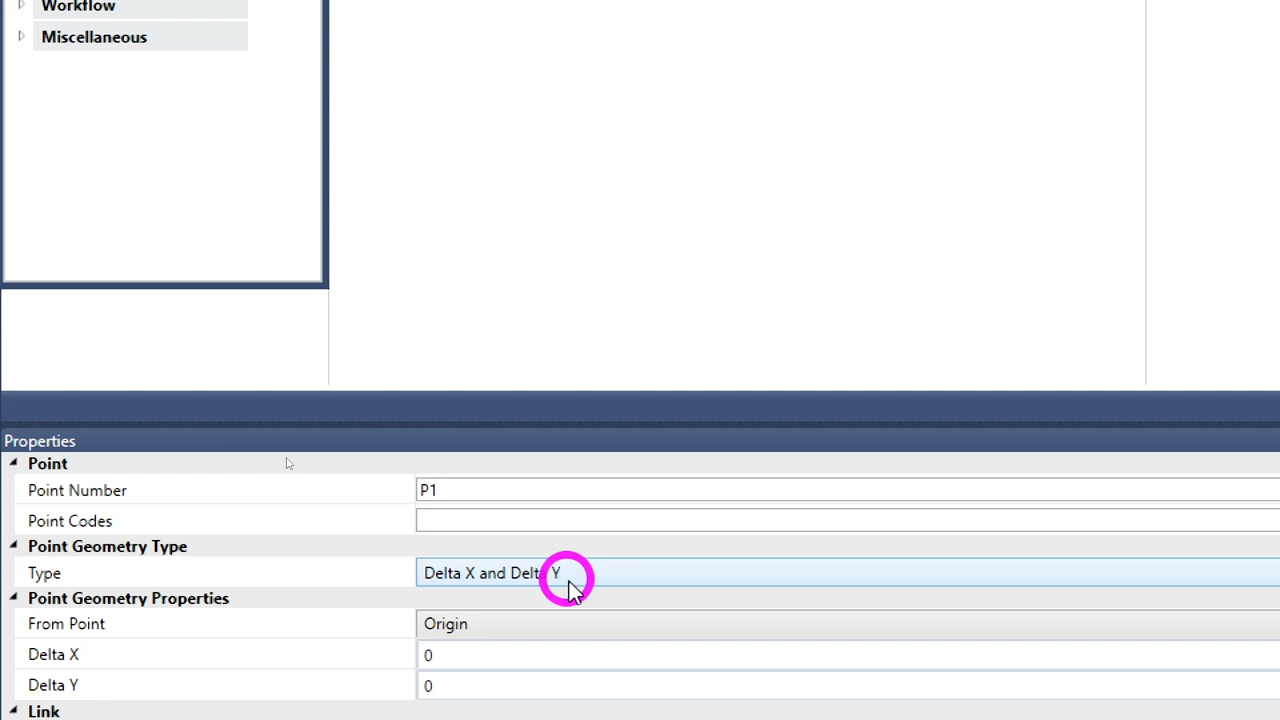 Workflow
Miscellaneous
Properties
Point
Point Number P1
Point Codes
Point Geometry Type
Type Delta X and Delta Y
Point Geometry Properties
From Point Origin
Delta X 0
Delta Y 0
Link